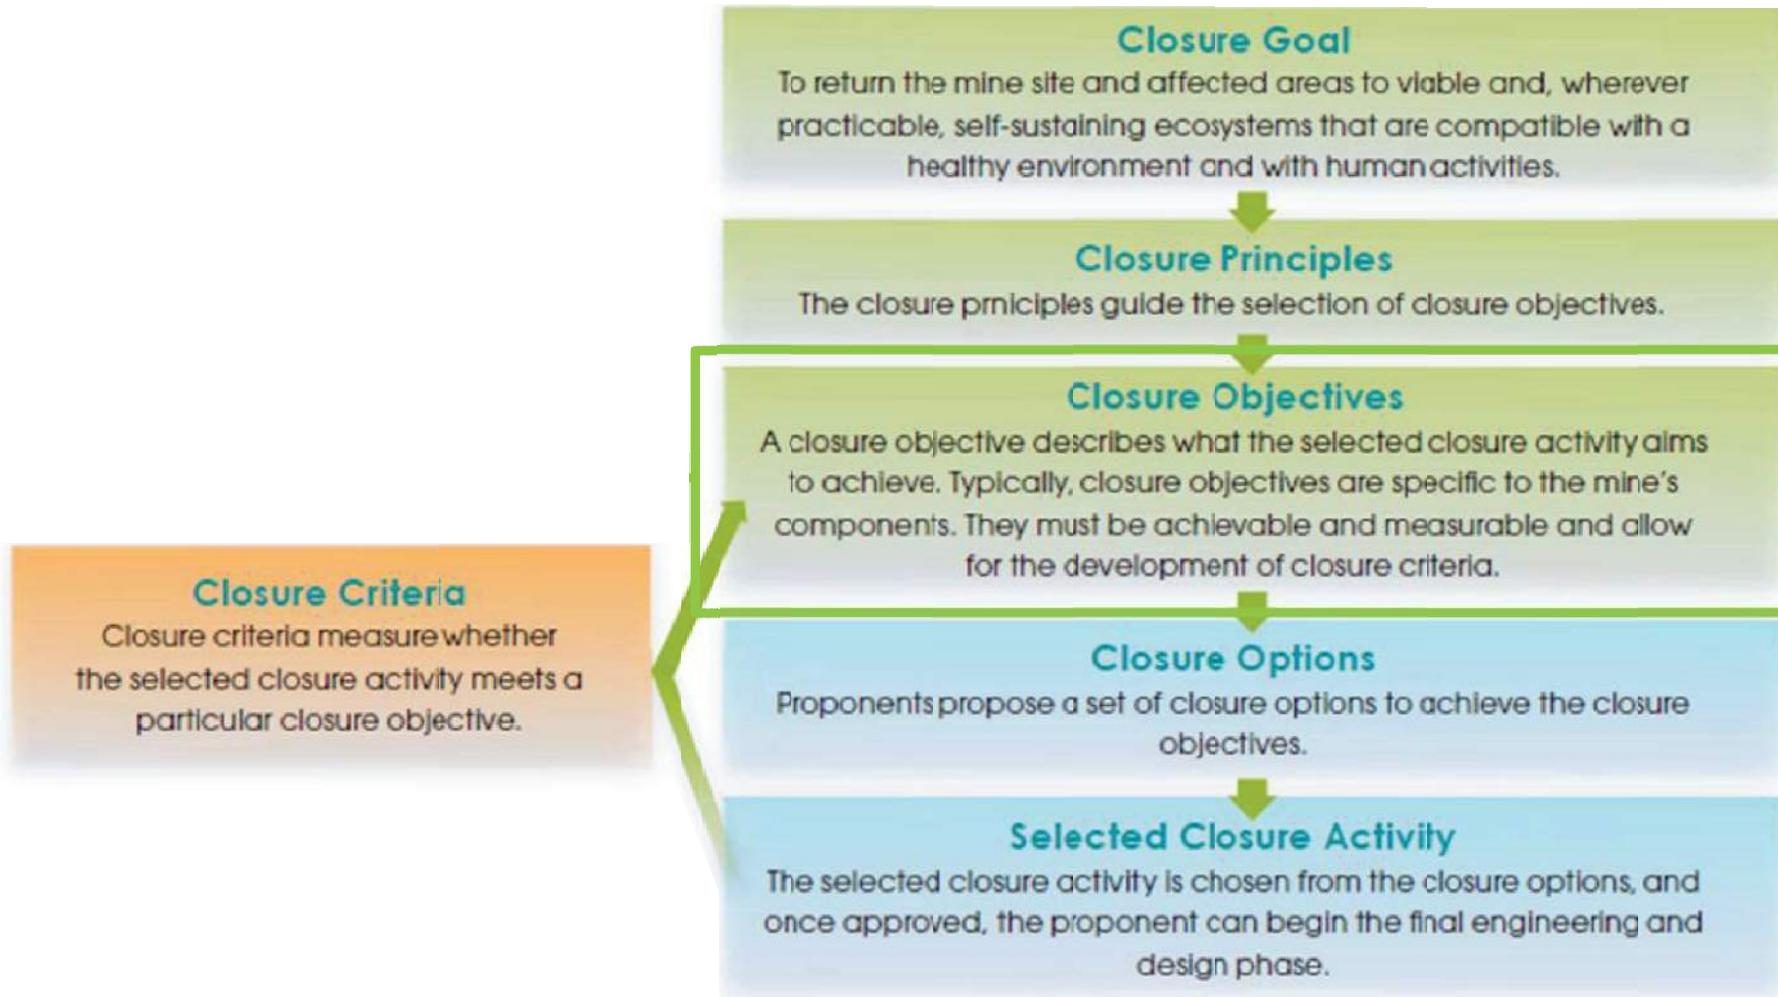 Closure Goal
To return the mine site and affected areas to viable and, wherever
practicable, self-sustaining ecosystems that are compatible with a
healthy environment and with human activities.
Closure Principles
The closure prniciples guide the selection of closure objectives.
Closure Objectives
A closure objective describes what the selected closure activity aims
to achieve. Typically, closure objectives are specific to the mine's
components. They must be achievable and measurable and allow
for the development of closure criteria.
Closure Criteria
Closure criteria measure whether
the selected closure activity meets a
particular closure objective.
Closure Options
Proponents propose a set of closure options to achieve the closure
objectives.
Selected Closure Activity
The selected closure activity is chosen from the closure options, and
once approved, the proponent can begin the final engineering and
design phase.